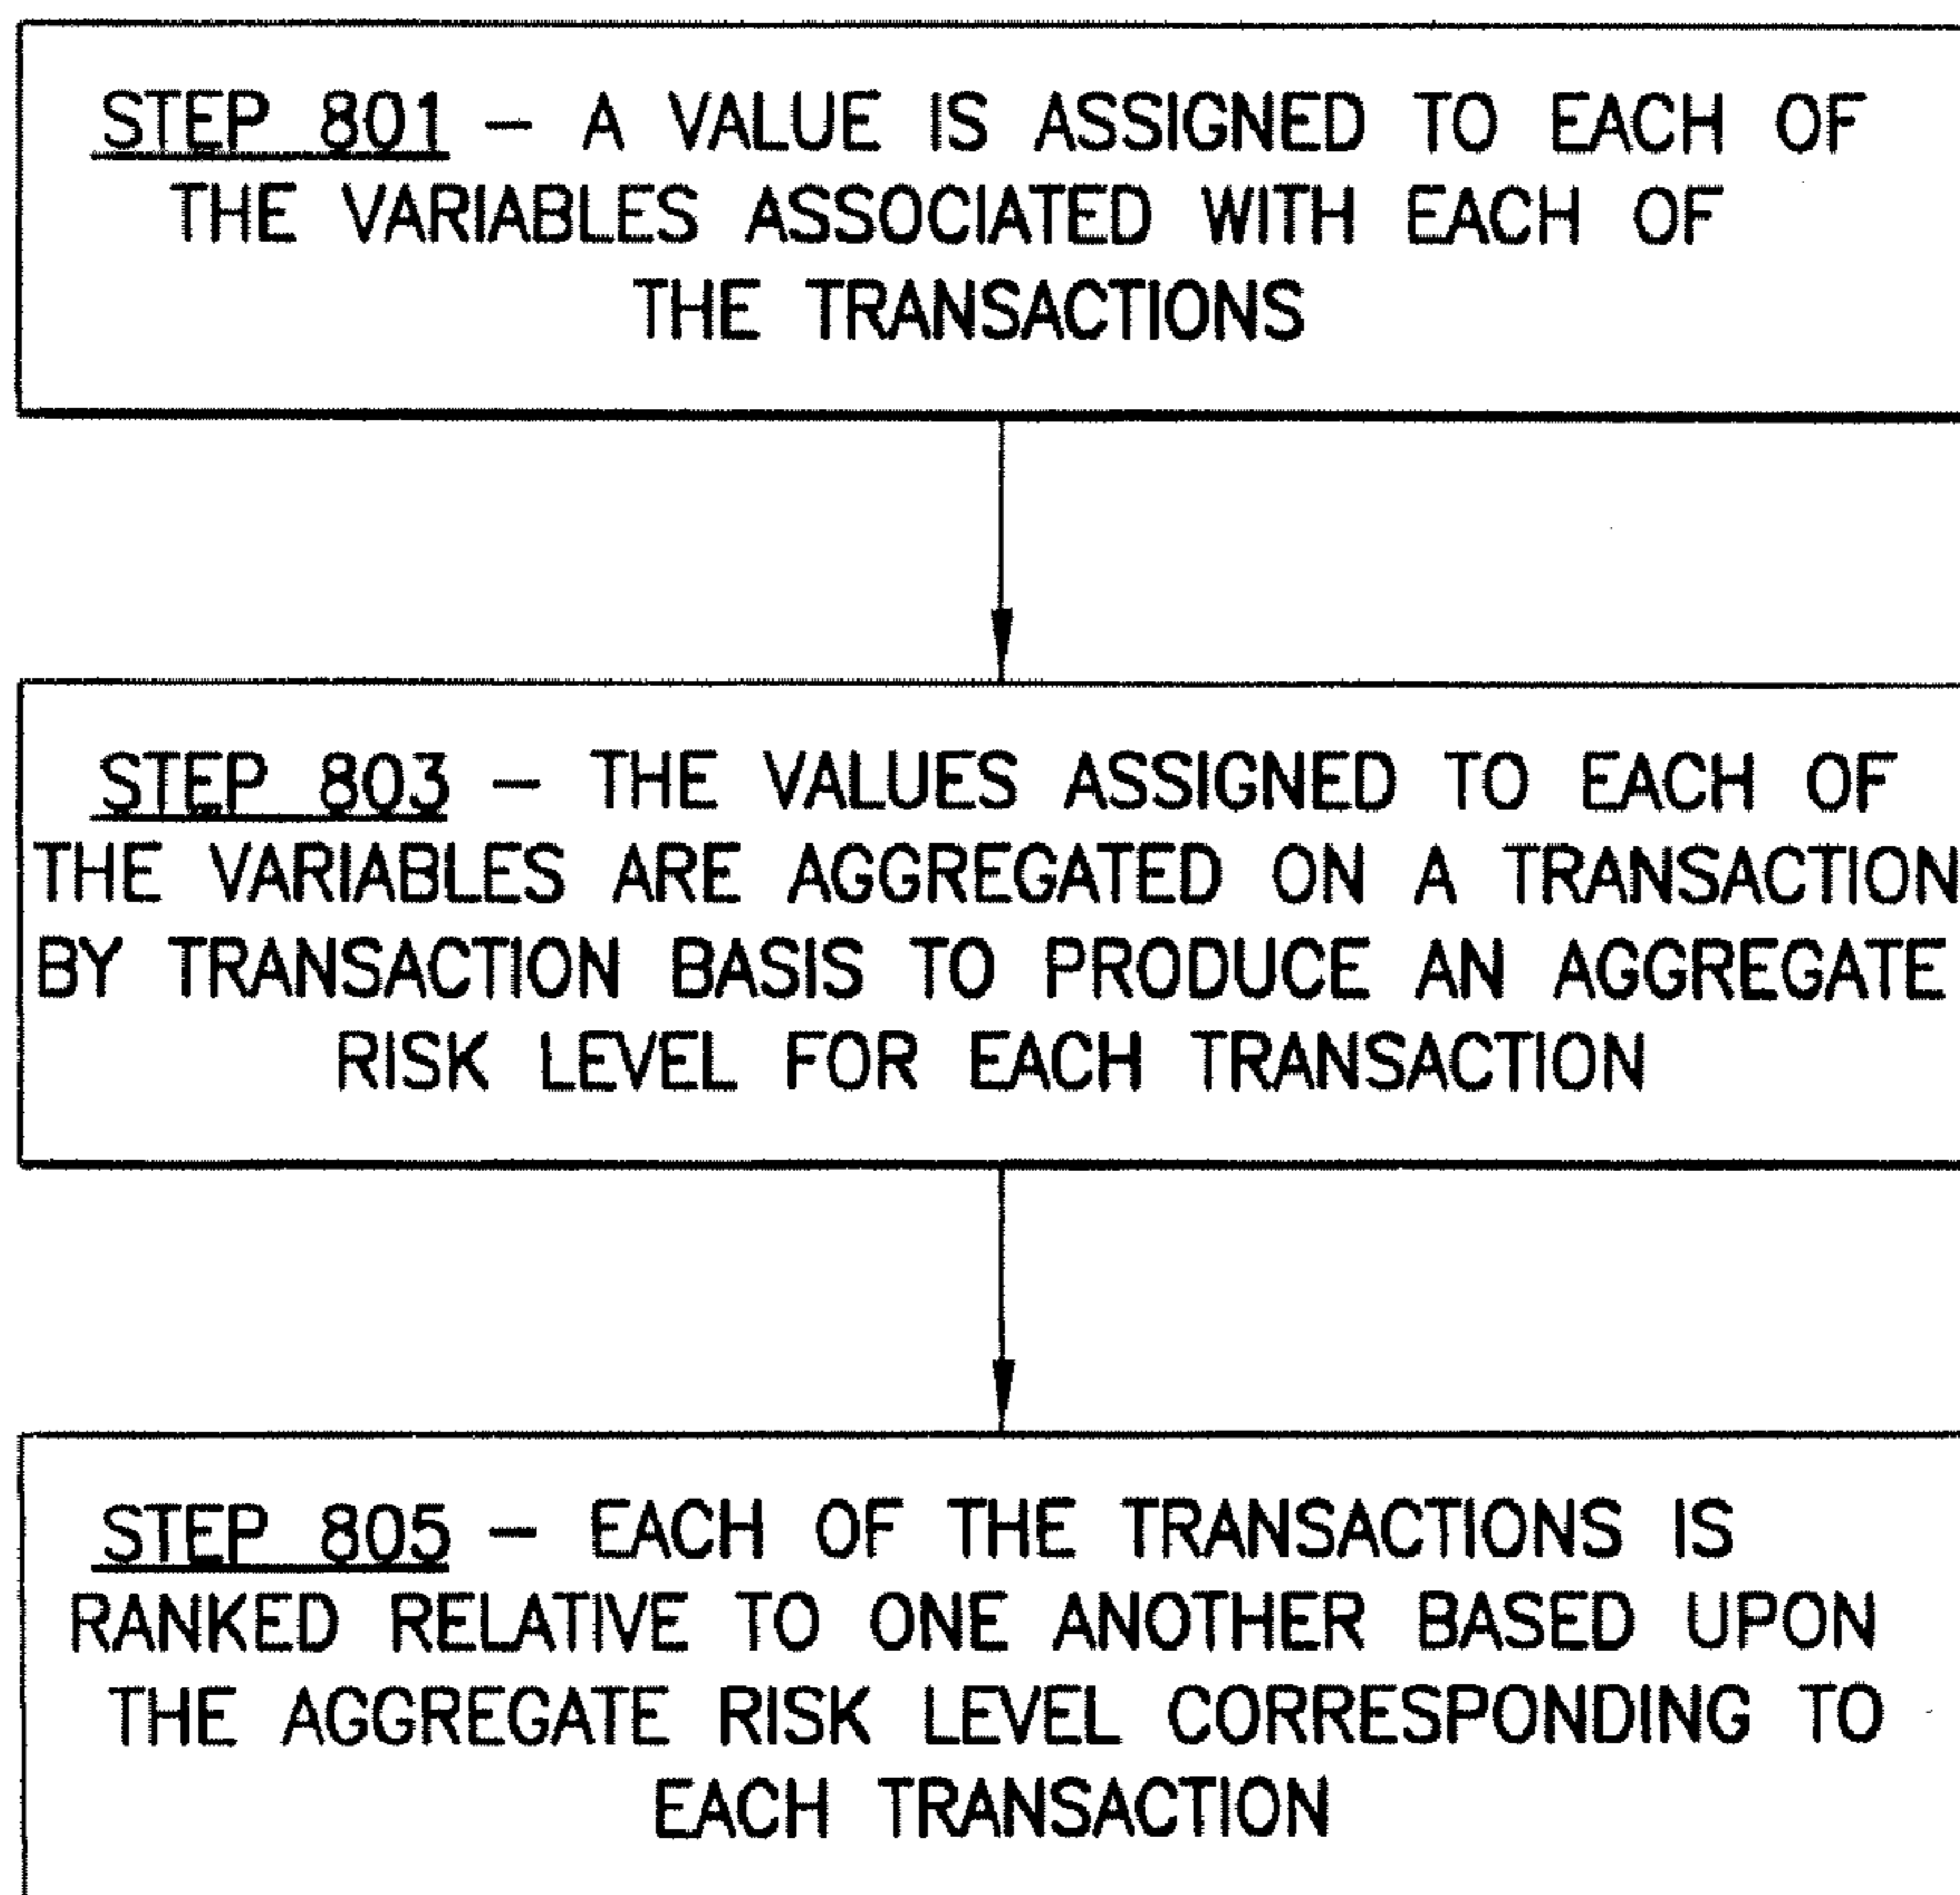 STEP 801 – A VALUE IS ASSIGNED TO EACH OF
THE VARIABLES ASSOCIATED WITH EACH OF
THE TRANSACTIONS
STEP 803 – THE VALUES ASSIGNED TO EACH OF
THE VARIABLES ARE AGGREGATED ON A TRANSACTION
BY TRANSACTION BASIS TO PRODUCE AN AGGREGATE
RISK LEVEL FOR EACH TRANSACTION
STEP 805 – EACH OF THE TRANSACTIONS IS
RANKED RELATIVE TO ONE ANOTHER BASED UPON
THE AGGREGATE RISK LEVEL CORRESPONDING TO
EACH TRANSACTION